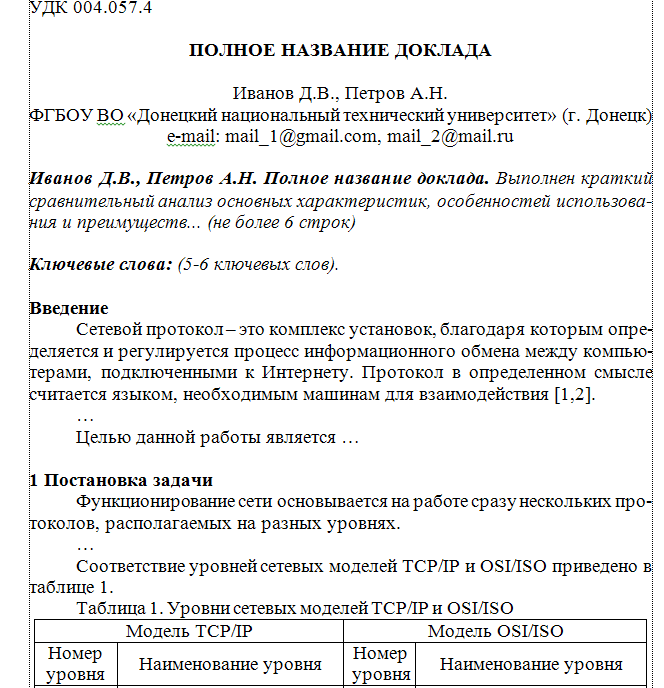 УДК 004.057.4
ПОЛНОЕ НАЗВАНИЕ ДОКЛАДА
Иванов Д.В., Петров А.Н.
ФГБОУ ВО «Донецкий национальный технический университет» (г. Донецк)
e-mail: mail_1@gmail.com, mail_2@mail.ru
Иванов Д.В., Петров А.Н. Полное название доклада. Выполнен краткий
сравнительный анализ основных характеристик, особенностей использова-
ния и преимуществ... (не более 6 строк)
Ключевые слова: (5-6 ключевых слов).
Введение
Сетевой протокол – это комплекс установок, благодаря которым опре-
деляется и регулируется процесс информационного обмена между компью-
терами, подключенными к Интернету. Протокол в определенном смысле
считается языком, необходимым машинам для взаимодействия [1,2].
…
Целью данной работы является …
1 Постановка задачи
Функционирование сети основывается на работе сразу нескольких про-
токолов, располагаемых на разных уровнях.
…
Соответствие уровней сетевых моделей TCP/IP и OSI/ISO приведено в
таблице 1.
Таблица 1. Уровни сетевых моделей TCP/IP и OSI/ISO
Модель TCP/IP Модель OSI/ISO
Номер уровня Наименование уровня Номер уровня Наименование уровня